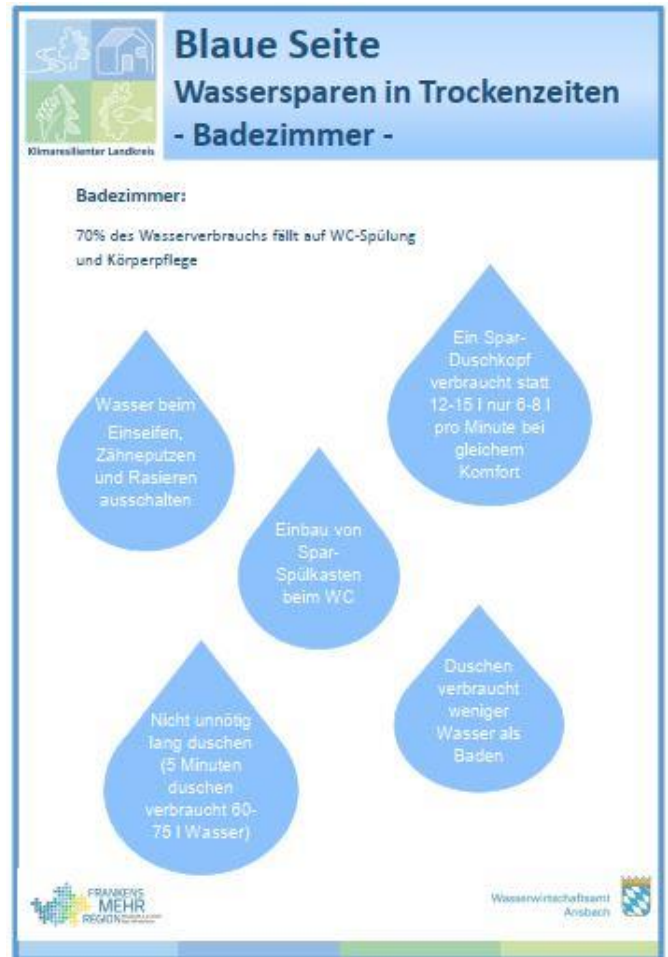 Blaue Seite
Wassersparen in Trockenzeiten
- Badezimmer -
Klimaresilienter Landkreis
Badezimmer:
70% des Wasserverbrauchs fällt auf WC-Spülung
und Körperpflege
Wasser beim
Einseifen,
Zähneputzen
und Rasieren
ausschalten
Ein Spar-
Duschkopf
verbraucht statt
12-15 l nur 6-8 l
pro Minute bei
gleichem
Komfort
Einbau von
Spar-
Spülkasten
beim WC
Nicht unnötig
lang duschen
(5 Minuten
duschen
verbraucht 60-
75 l Wasser)
Duschen
verbraucht
weniger
Wasser als
Baden
FRANKENS
MEHR
REGION
Wasserwirtschaftsamt
Ansbach